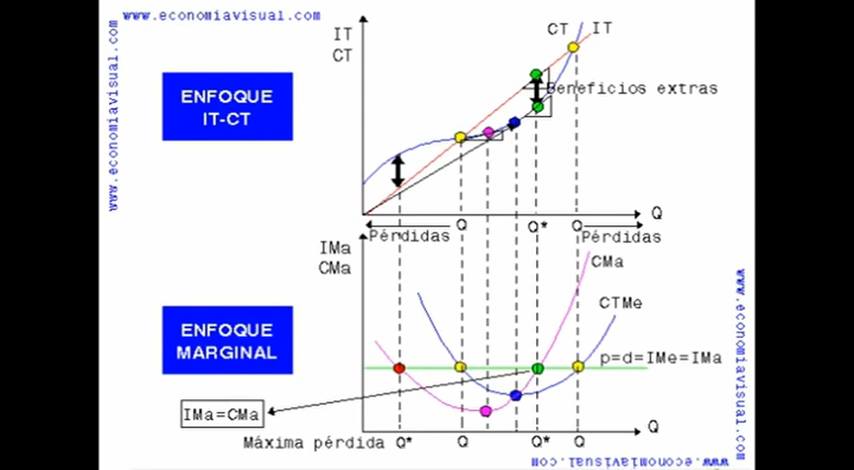 www.economiavisual.com
www.economiavisual.com
IT
CT
CT
IT
ENFOQUE
IT-CT
Beneficios extras
Q
Pérdidas
Q
Q*
Q
Pérdidas
IMa
CMa
CMa
CTMe
www.economiavisual.com
ENFOQUE
MARGINAL
p=d=IMe=IMa
IMa=CMa
Q
Máxima pérdida Q*
Q
Q*
Q
www.economiavisual.com